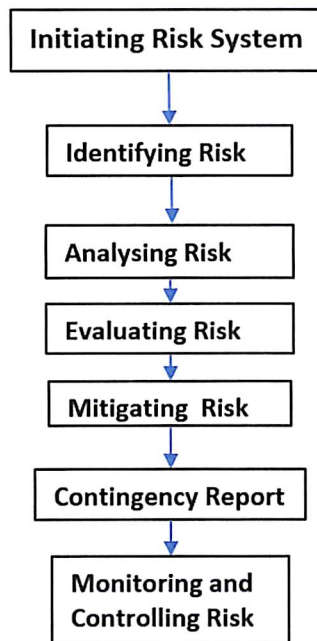 Initiating Risk System
Identifying Risk
Analysing Risk
Evaluating Risk
Mitigating Risk
Contingency Report
Monitoring and
Controlling Risk